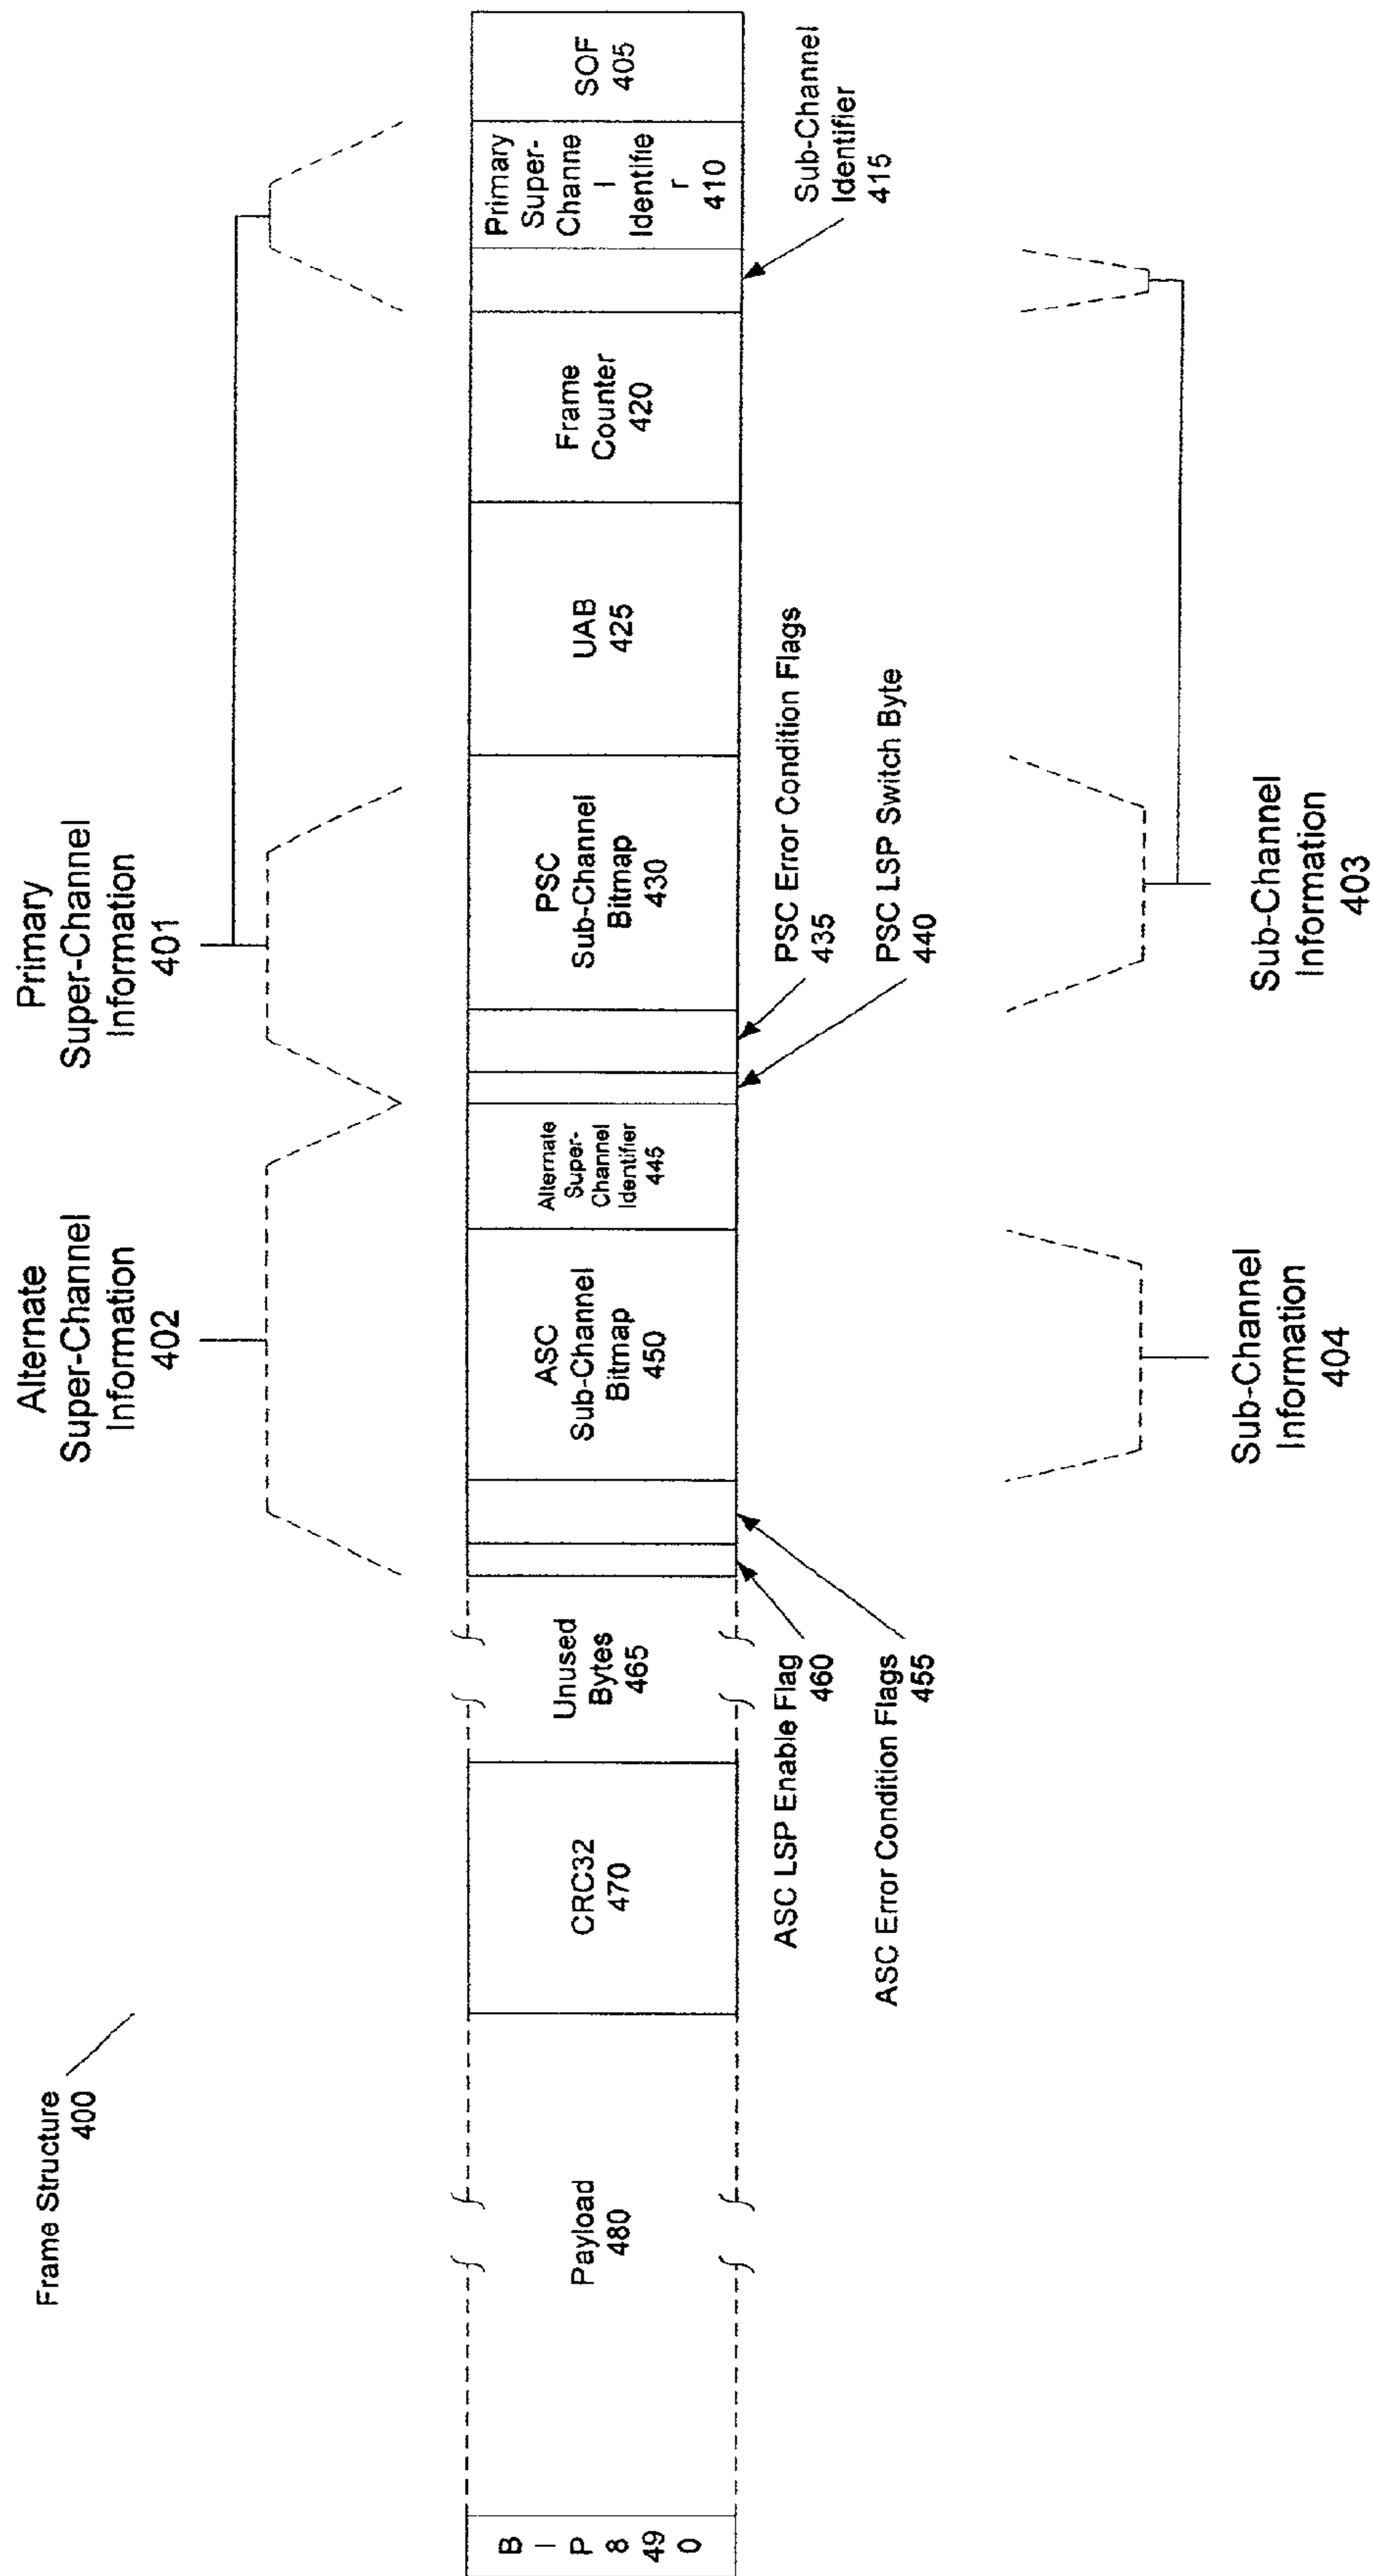 Frame Structure
400
Alternate
Super-Channel
Information
402
Primary
Super-Channel
Information
401
B
I
P
8
49
0
Payload
480
CRC32
470
Unused
Bytes
465
ASC
Sub-Channel
Bitmap
450
Alternate
Super-
Channel
Identifier
445
PSC
Sub-Channel
Bitmap
430
UAB
425
Frame
Counter
420
Primary
Super-
Channe
l
Identifie
r
410
SOF
405
ASC LSP Enable Flag
460
ASC Error Condition Flags
455
PSC Error Condition Flags
435
PSC LSP Switch Byte
440
Sub-Channel
Identifier
415
Sub-Channel
Information
404
Sub-Channel
Information
403